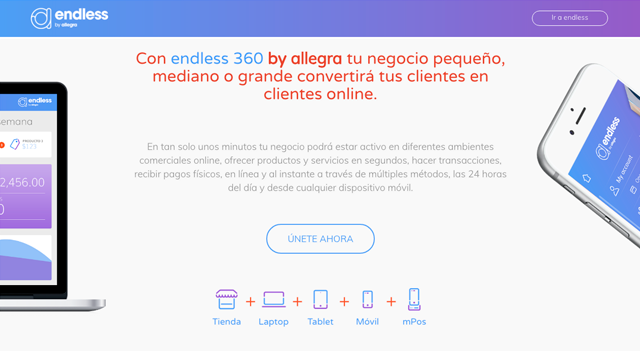 endless
by allegra
Ir a endless
Con endless 360 by allegra tu negocio pequeño,
mediano o grande convertirá tus clientes en
clientes online.
En tan solo unos minutos tu negocio podrá estar activo en diferentes ambientes
comerciales online, ofrecer productos y servicios en segundos, hacer transacciones,
recibir pagos físicos, en línea y al instante a través de múltiples métodos, las 24 horas
del día y desde cualquier dispositivo móvil.
ÚNETE AHORA
Tienda + Laptop + Tablet + Móvil + mPos
endless
semana
2,456.00
endless
My account